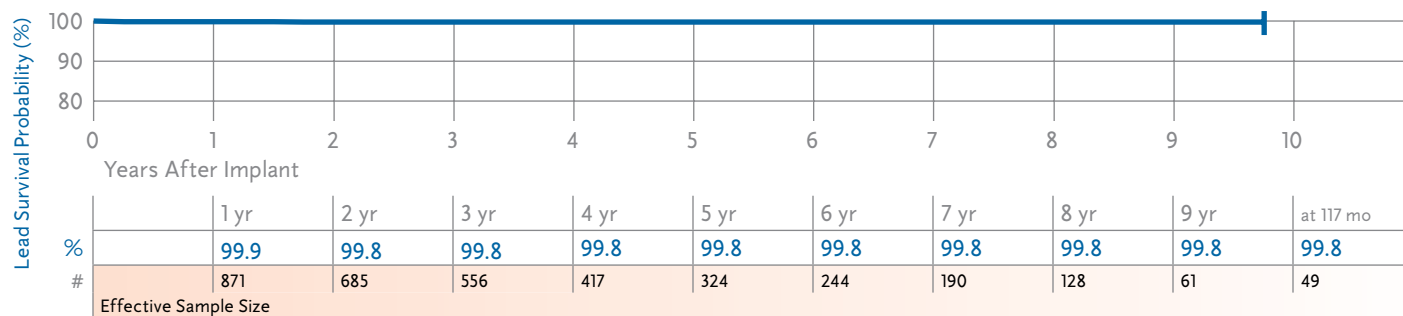 Lead Survival Probability (%)
100
90
80
0 1 2 3 4 5 6 7 8 9 10
Years After Implant
1 yr 2 yr 3 yr 4 yr 5 yr 6 yr 7 yr 8 yr 9 yr at 117 mo
% 99.9 99.8 99.8 99.8 99.8 99.8 99.8 99.8 99.8 99.8
# 871 685 556 417 324 244 190 128 61 49
Effective Sample Size